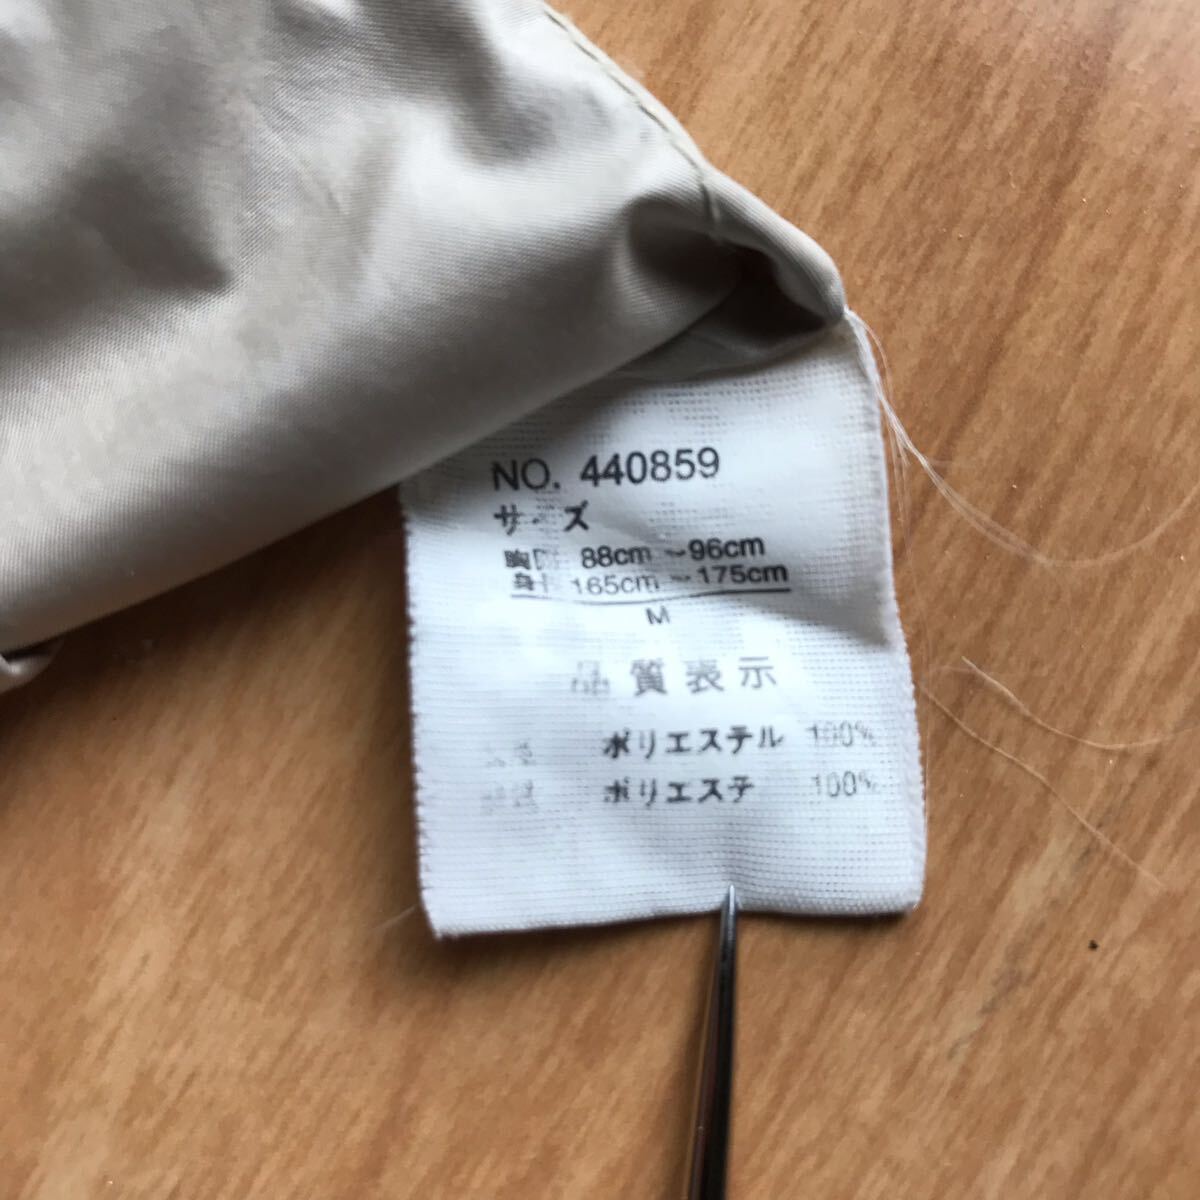 NO. 440859
サイズ
胸囲 88cm ~96cm
身長 165cm ~175cm
M
品質表示
ポリエステル 100%
ポリエステ 100%